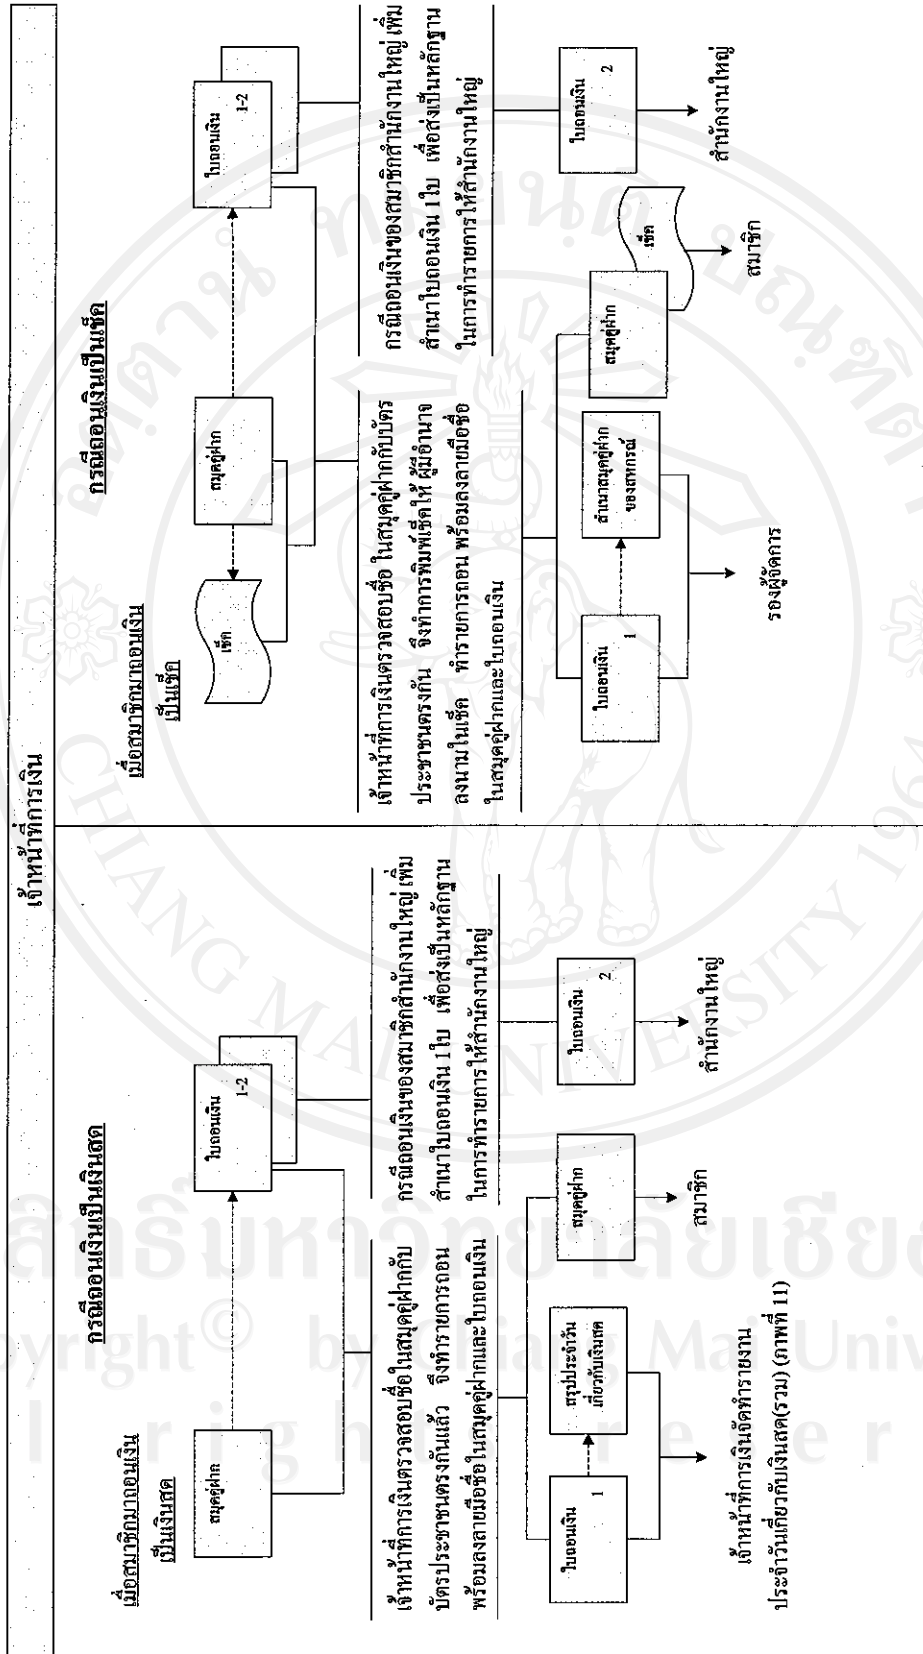 เจ้าหน้าที่การเงิน
กรณีถอนเงินเป็นเงินสด
เมื่อสมาชิกมาถอนเงิน
เป็นเงินสด
สมุดคู่ฝาก
ใบถอนเงิน
1-2
เจ้าหน้าที่การเงินตรวจสอบชื่อในสมุดคู่ฝากกับ
บัตรประชาชนตรงกันแล้ว จึงทำรายการถอน
พร้อมลงลายมือชื่อในสมุดคู่ฝากและใบถอนเงิน
กรณีถอนเงินของสมาชิกสำนักงานใหญ่ เพิ่ม
สำเนาใบถอนเงิน 1 ใบ เพื่อส่งเป็นหลักฐาน
ในการทำรายการให้สำนักงานใหญ่
ใบถอนเงิน
1
สรุปประจำวัน
เกี่ยวกับเงินสด
สมุดคู่ฝาก
ใบถอนเงิน
2
เจ้าหน้าที่การเงินจัดทำรายงาน
ประจำวันเกี่ยวกับเงินสด(รวม) (ภาพที่ 11)
สมาชิก
สำนักงานใหญ่
กรณีถอนเงินเป็นเช็ค
เมื่อสมาชิกมาถอนเงิน
เป็นเช็ค
เช็ค
สมุดคู่ฝาก
ใบถอนเงิน
1-2
เจ้าหน้าที่การเงินตรวจสอบชื่อ ในสมุดคู่ฝากกับบัตร
ประชาชนตรงกัน จึงทำการพิมพ์เช็คให้ ผู้มีอำนาจ
ลงนามในเช็ค ทำรายการถอน พร้อมลงลายมือชื่อ
ในสมุดคู่ฝากและใบถอนเงิน
กรณีถอนเงินของสมาชิกสำนักงานใหญ่ เพิ่ม
สำเนาใบถอนเงิน 1 ใบ เพื่อส่งเป็นหลักฐาน
ในการทำรายการให้สำนักงานใหญ่
ใบถอนเงิน
1
สำเนาสมุดคู่ฝาก
ของสหกรณ์
สมุดคู่ฝาก
เช็ค
ใบถอนเงิน
2
รองผู้จัดการ
สมาชิก
สำนักงานใหญ่
CHIANG MAI UNIVERSITY 1964